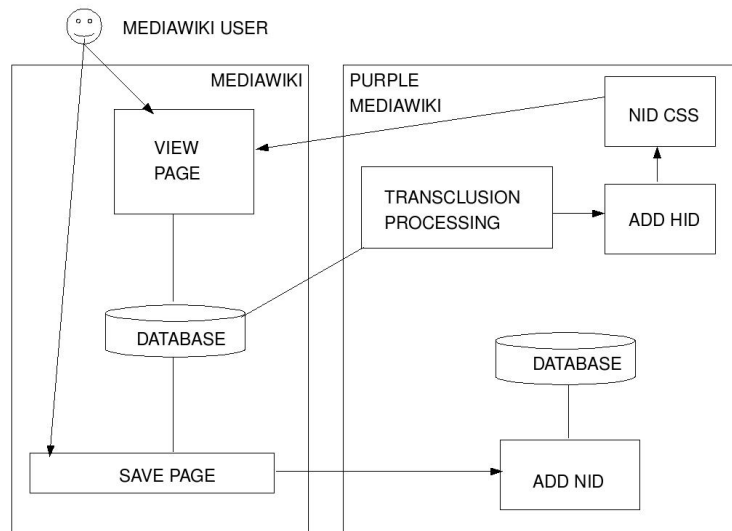 MEDIAWIKI USER
MEDIAWIKI
PURPLE
MEDIAWIKI
VIEW
PAGE
NID CSS
TRANSCLUSION
PROCESSING
ADD HID
DATABASE
DATABASE
SAVE PAGE
ADD NID